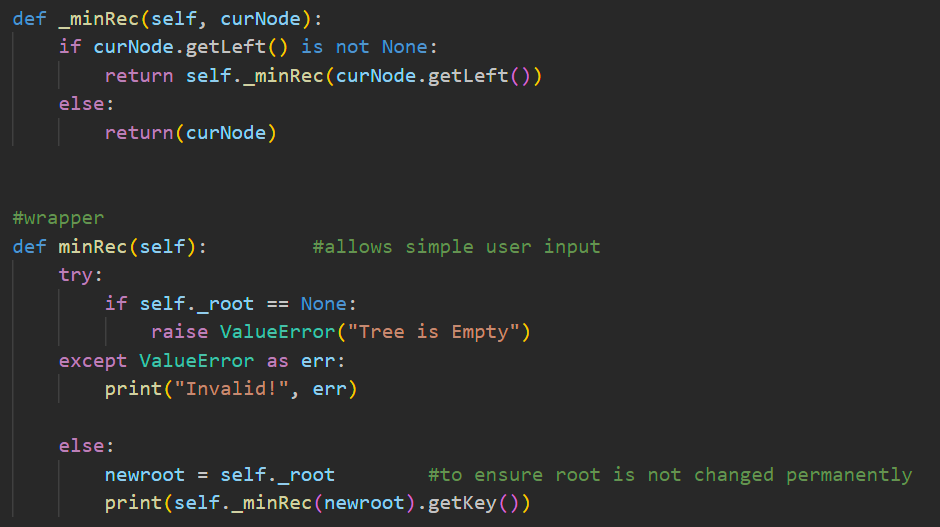 def _minRec(self, curNode):
    if curNode.getLeft() is not None:
        return self._minRec(curNode.getLeft())
    else:
        return(curNode)
#wrapper
def minRec(self):         #allows simple user input
    try:
        if self._root == None:
            raise ValueError("Tree is Empty")
    except ValueError as err:
        print("Invalid!", err)
    else:
        newroot = self._root        #to ensure root is not changed permanently
        print(self._minRec(newroot).getKey())